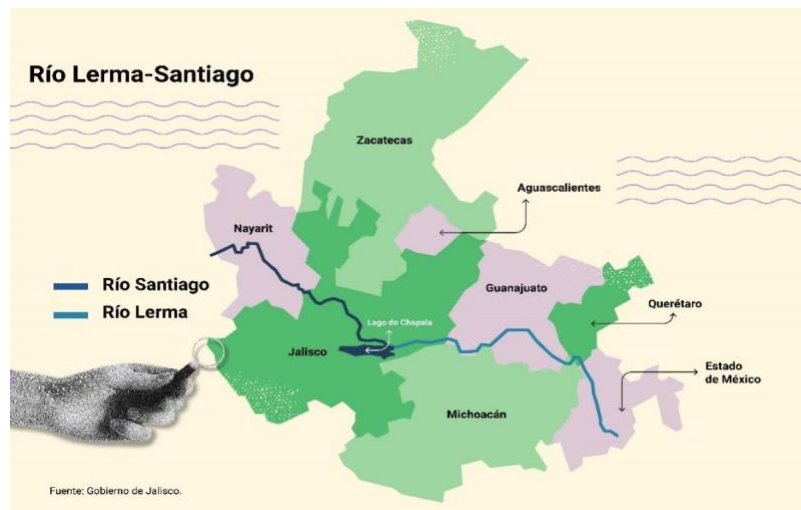 Río Lerma-Santiago
Zacatecas
Aguascalientes
Nayarit
Río Santiago
Río Lerma
Guanajuato
Querétaro
Lago de Chapala
Jalisco
Estado
de México
Michoacán
Fuente: Gobierno de Jalisco.